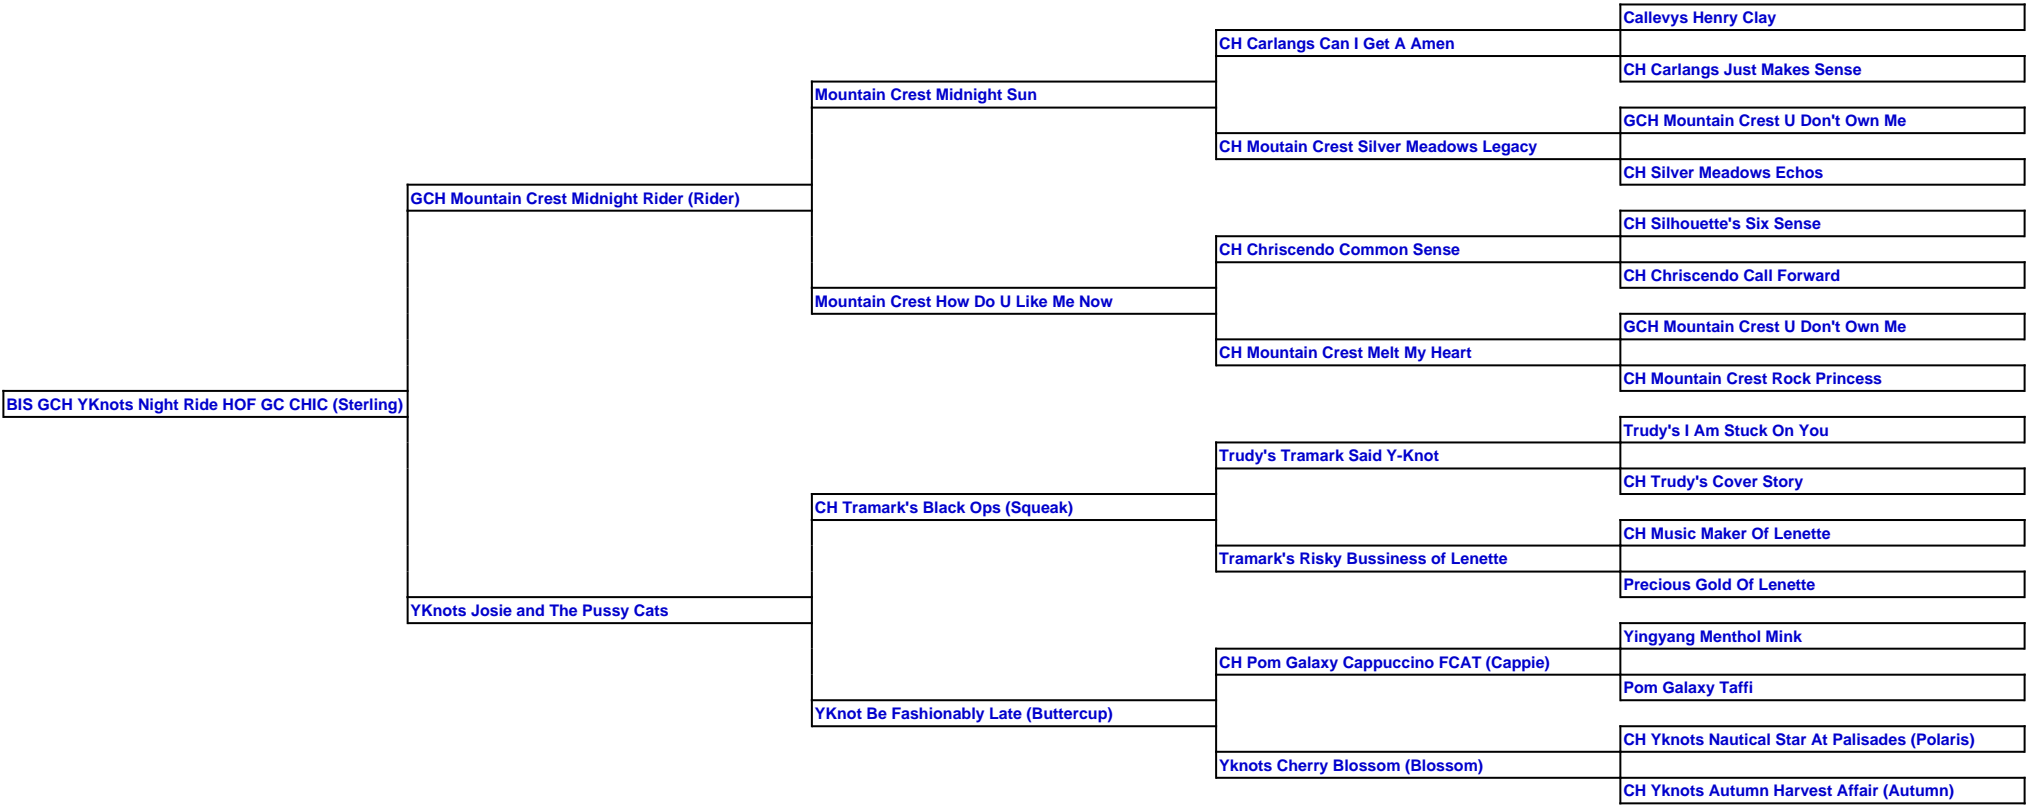 Callevys Henry Clay
CH Carlangs Can I Get A Amen
CH Carlangs Just Makes Sense
Mountain Crest Midnight Sun
GCH Mountain Crest U Don't Own Me
CH Moutain Crest Silver Meadows Legacy
CH Silver Meadows Echos
GCH Mountain Crest Midnight Rider (Rider)
CH Silhouette's Six Sense
CH Chriscendo Common Sense
CH Chriscendo Call Forward
Mountain Crest How Do U Like Me Now
GCH Mountain Crest U Don't Own Me
CH Mountain Crest Melt My Heart
CH Mountain Crest Rock Princess
BIS GCH YKnots Night Ride HOF GC CHIC (Sterling)
Trudy's I Am Stuck On You
Trudy's Tramark Said Y-Knot
CH Trudy's Cover Story
CH Tramark's Black Ops (Squeak)
CH Music Maker Of Lenette
Tramark's Risky Bussiness of Lenette
Precious Gold Of Lenette
YKnots Josie and The Pussy Cats
Yingyang Menthol Mink
CH Pom Galaxy Cappuccino FCAT (Cappie)
Pom Galaxy Taffi
YKnot Be Fashionably Late (Buttercup)
CH Yknots Nautical Star At Palisades (Polaris)
Yknots Cherry Blossom (Blossom)
CH Yknots Autumn Harvest Affair (Autumn)